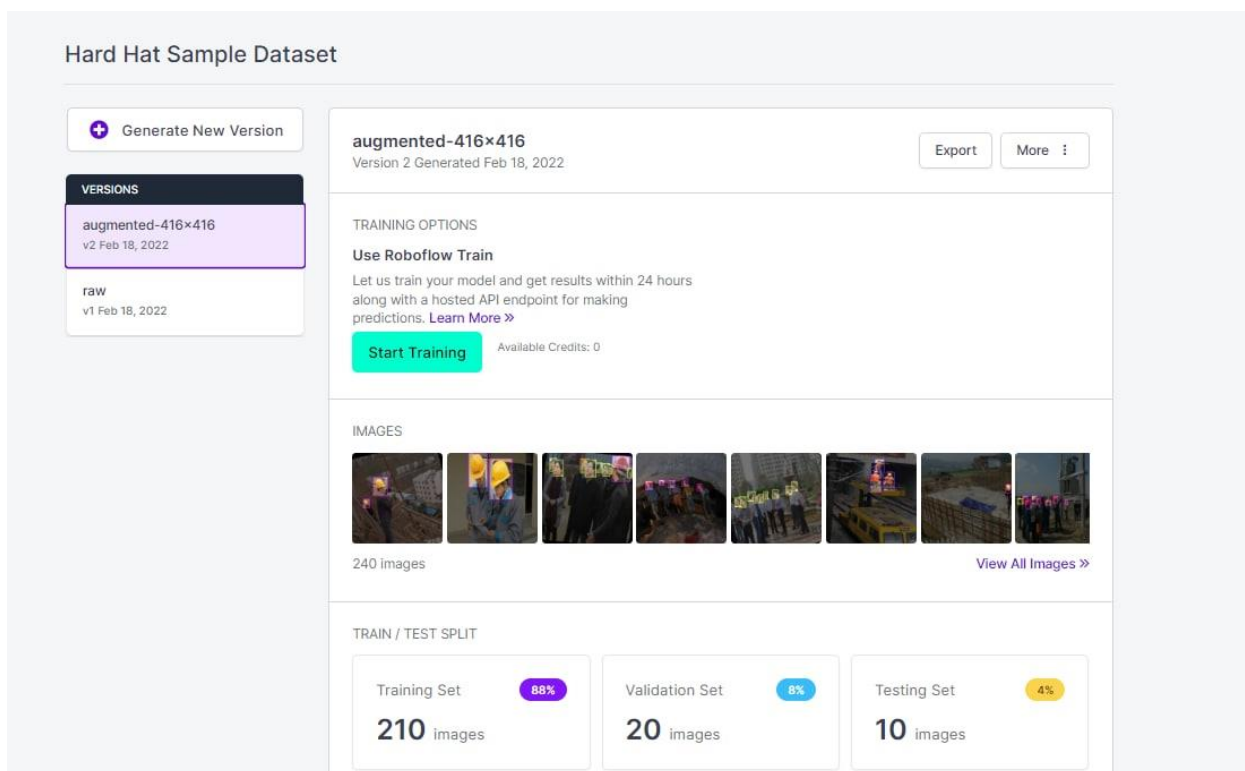 Hard Hat Sample Dataset
Generate New Version
VERSIONS
augmented-416×416
v2 Feb 18, 2022
raw
v1 Feb 18, 2022
augmented-416×416
Version 2 Generated Feb 18, 2022
Export
More
TRAINING OPTIONS
Use Roboflow Train
Let us train your model and get results within 24 hours
along with a hosted API endpoint for making
predictions. Learn More »
Start Training
Available Credits: 0
IMAGES
240 images
View All Images »
TRAIN / TEST SPLIT
Training Set
88%
210 images
Validation Set
8%
20 images
Testing Set
4%
10 images